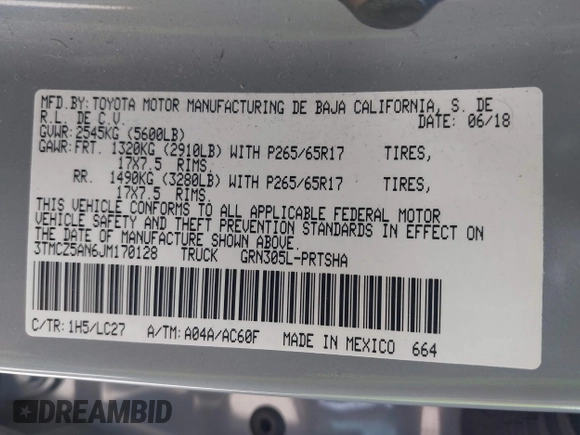 MFD.BY:TOYOTA MOTOR MANUFACTURING DE BAJA CALIFORNIA, S. DE
R.L. DE C.V. DATE: 06/18
GVWR:2545KG (5600LB)
GAWR:FRT. 1320KG (2910LB) WITH P265/65R17 TIRES,
17X7.5 RIMS.
RR. 1490KG (3280LB) WITH P265/65R17 TIRES,
17X7.5 RIMS.
THIS VEHICLE CONFORMS TO ALL APPLICABLE FEDERAL MOTOR
VEHICLE SAFETY AND THEFT PREVENTION STANDARDS IN EFFECT ON
THE DATE OF MANUFACTURE SHOWN ABOVE.
3TMCZ5AN6JM170128 TRUCK GRN305L-PRTSHA
C/TR:1H5/LC27 A/TM:A04A/AC60F MADE IN MEXICO 664
DREAMBID